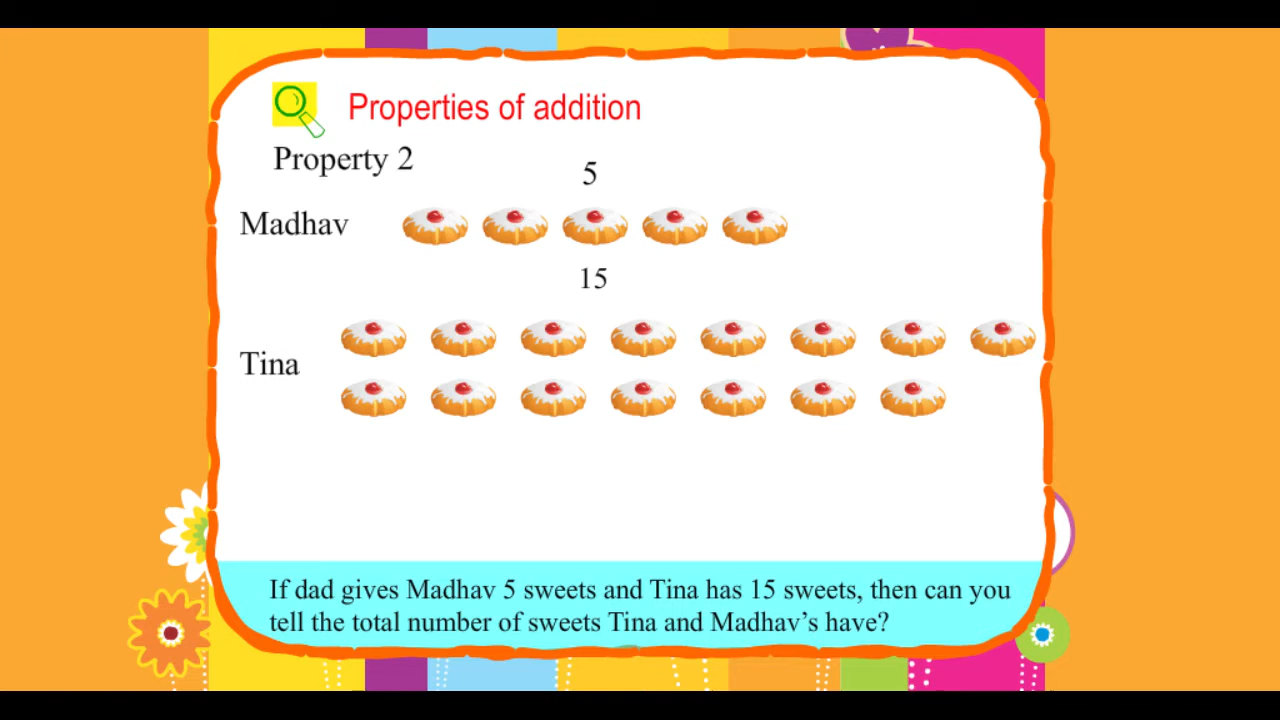 Properties of addition
Property 2
5
Madhav
15
Tina
If dad gives Madhav 5 sweets and Tina has 15 sweets, then can you
tell the total number of sweets Tina and Madhav’s have?